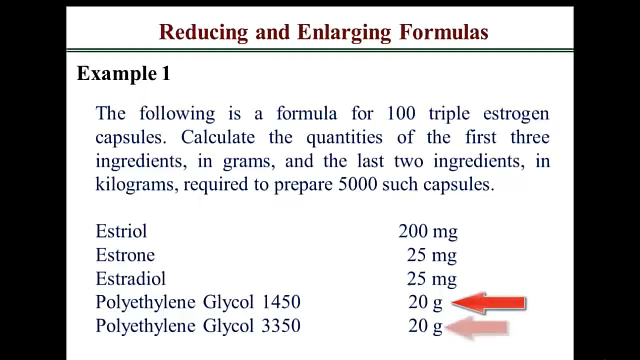 Reducing and Enlarging Formulas
Example 1
The following is a formula for 100 triple estrogen
capsules. Calculate the quantities of the first three
ingredients, in grams, and the last two ingredients, in
kilograms, required to prepare 5000 such capsules.
Estriol 200 mg
Estrone 25 mg
Estradiol 25 mg
Polyethylene Glycol 1450 20 g
Polyethylene Glycol 3350 20 g